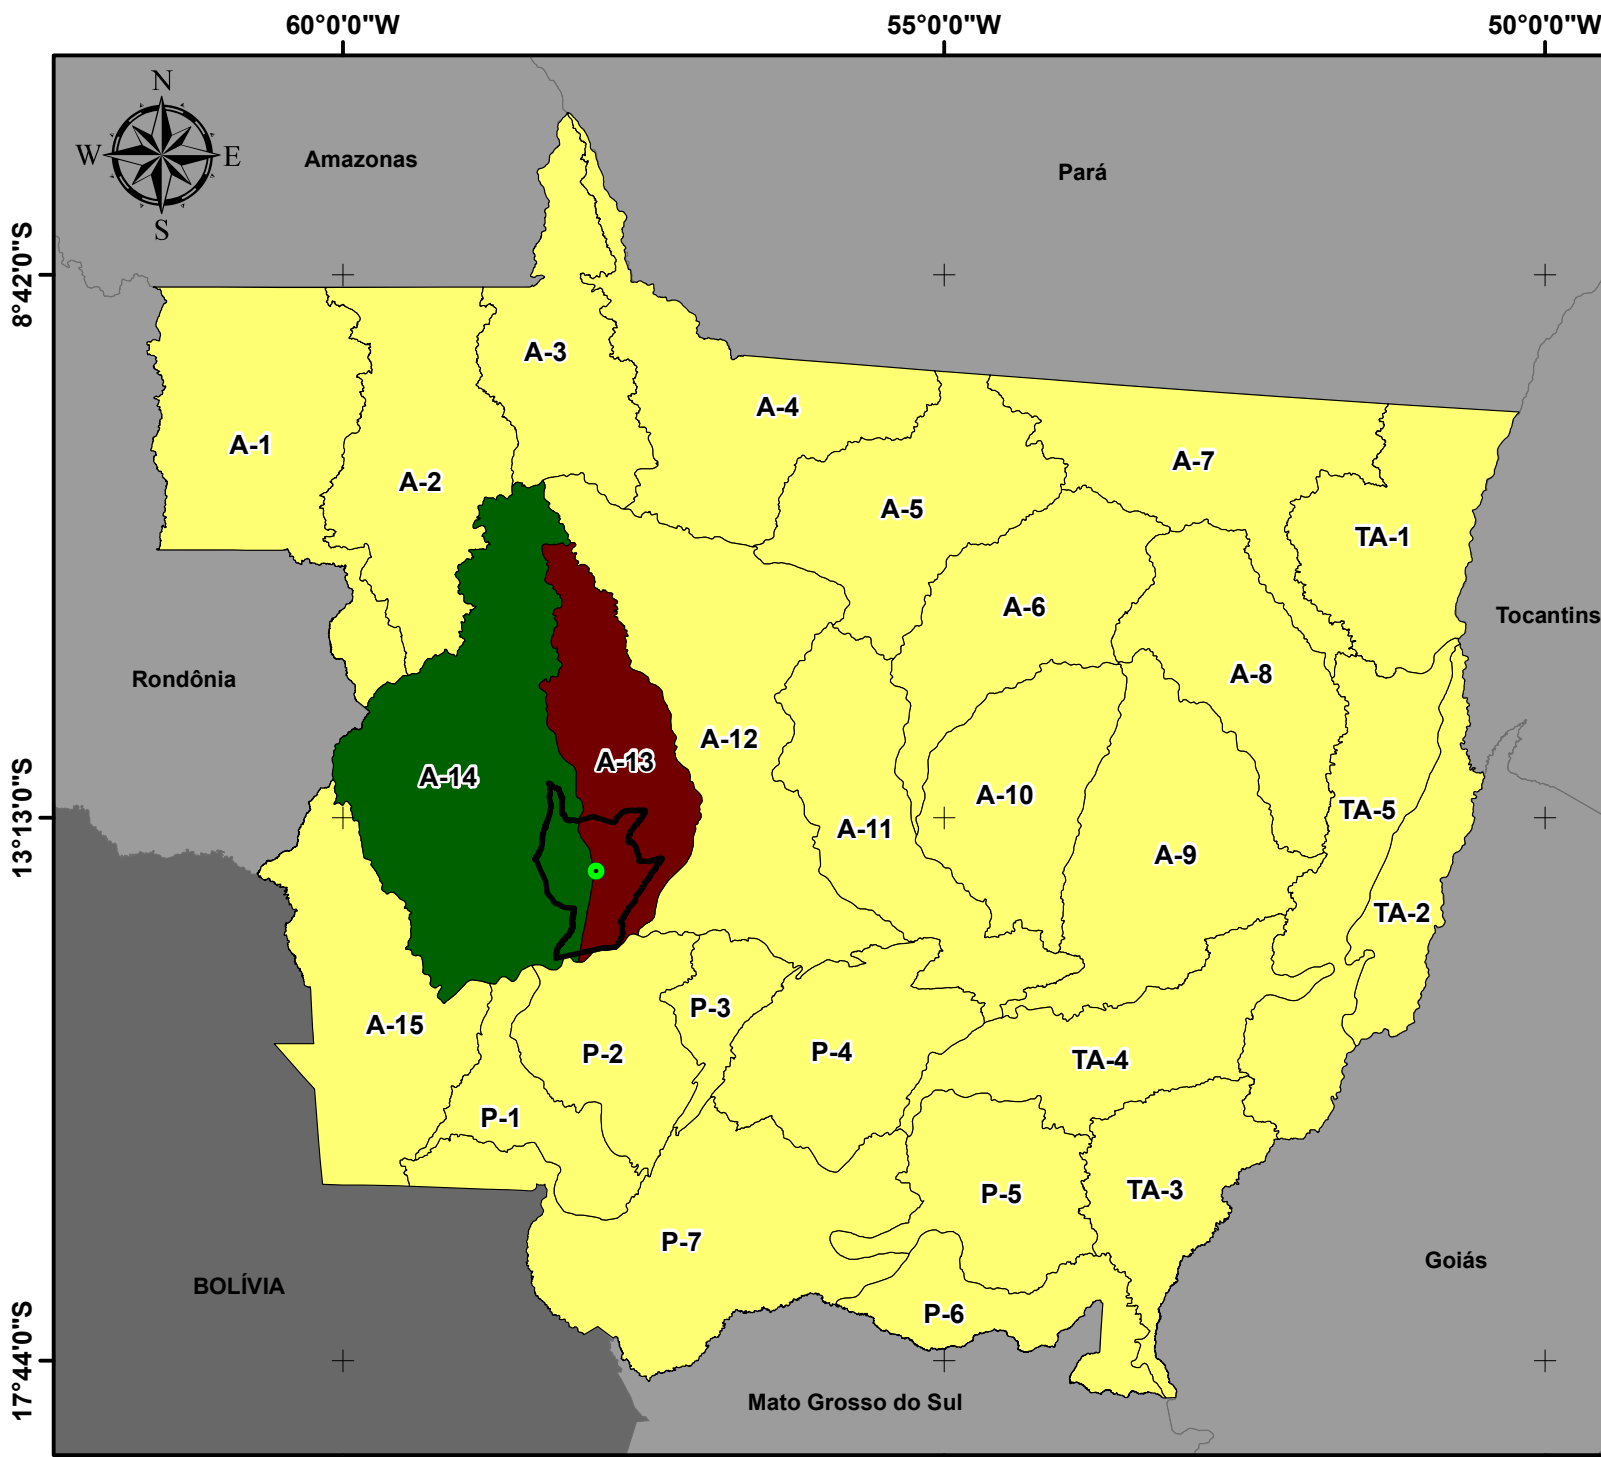 60°0'0"W
55°0'0"W
50°0'0"W
N
W
E
S
Amazonas
Pará
8°42'0"S
A-3
A-4
A-1
A-7
A-2
A-5
TA-1
A-6
Tocantins
Rondônia
A-8
A-12
A-13
A-14
A-10
13°13'0"S
TA-5
A-11
A-9
TA-2
P-3
A-15
P-2
P-4
TA-4
P-1
P-5
TA-3
P-7
Goiás
BOLÍVIA
P-6
17°44'0"S
Mato Grosso do Sul